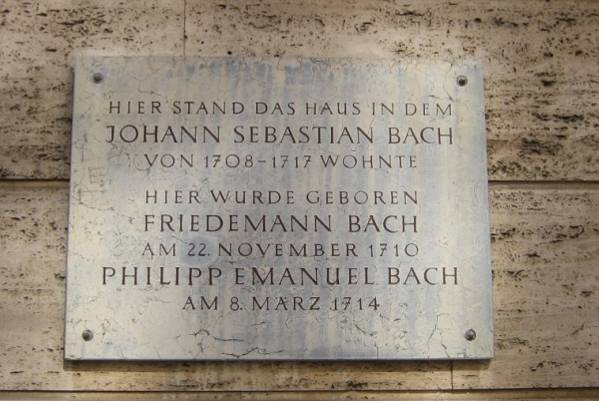 HIER STAND DAS HAUS IN DEM
JOHANN SEBASTIAN BACH
VON 1708-1717 WOHNTE
HIER WURDE GEBOREN
FRIEDEMANN BACH
AM 22. NOVEMBER 1710
PHILIPP EMANUEL BACH
AM 8. MÄRZ 1714